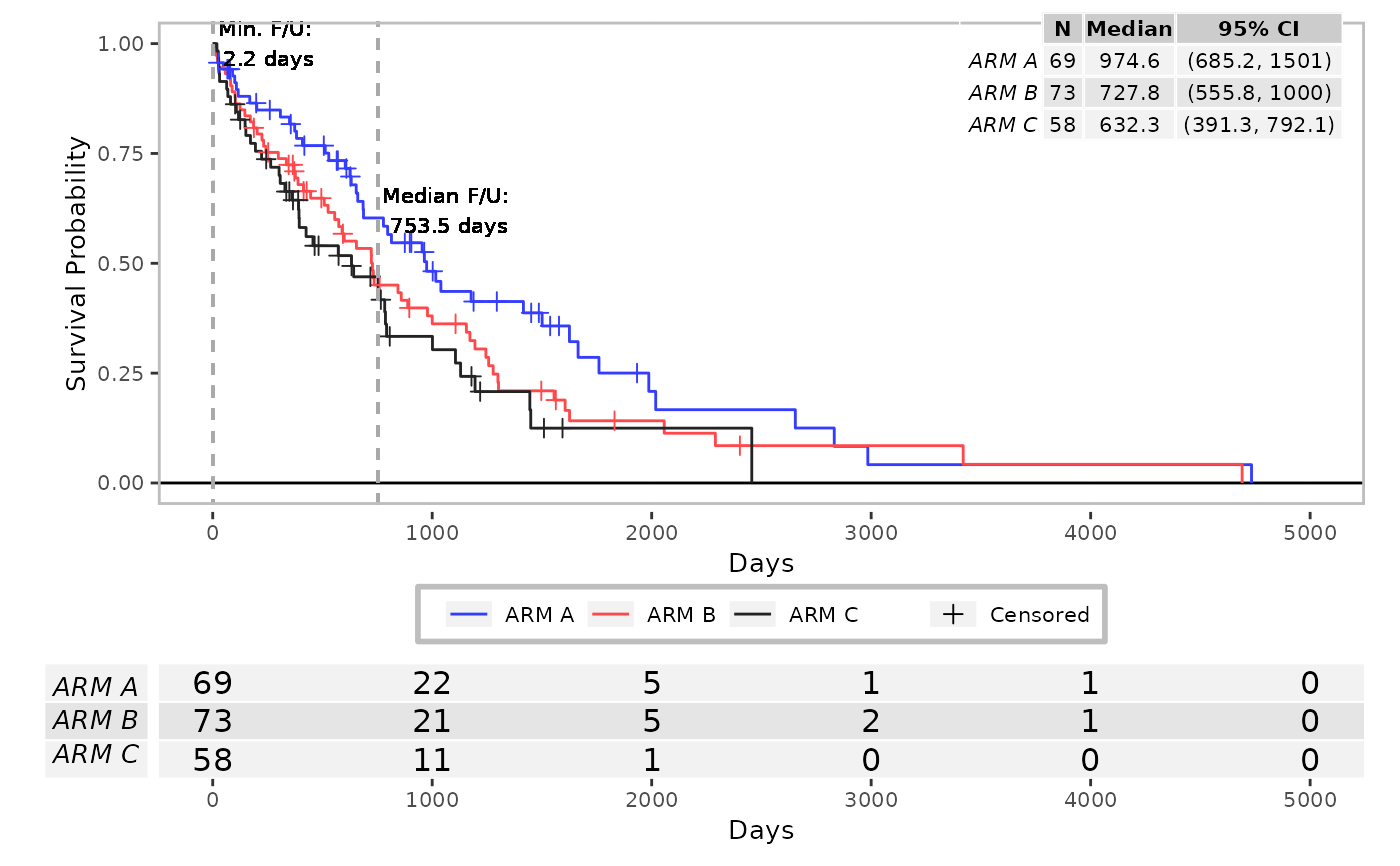 Min. F/U:
2.2 days
N Median 95% CI
ARM A 69 974.6 (685.2, 1501)
ARM B 73 727.8 (555.8, 1000)
ARM C 58 632.3 (391.3, 792.1)
Median F/U:
753.5 days
Survival Probability
1.00
0.75
0.50
0.25
0.00
0 1000 2000 3000 4000 5000
Days
ARM A ARM B ARM C Censored
ARM A 69 22 5 1 1 0
ARM B 73 21 5 2 1 0
ARM C 58 11 1 0 0 0
0 1000 2000 3000 4000 5000
Days